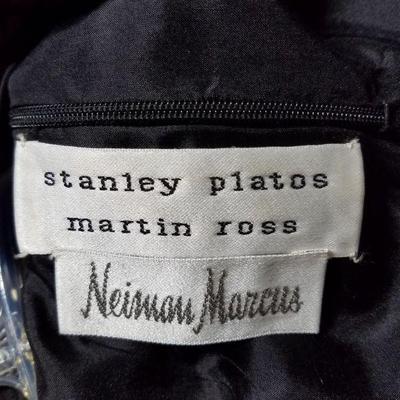 stanley platos
martin ross
Neiman Marcus